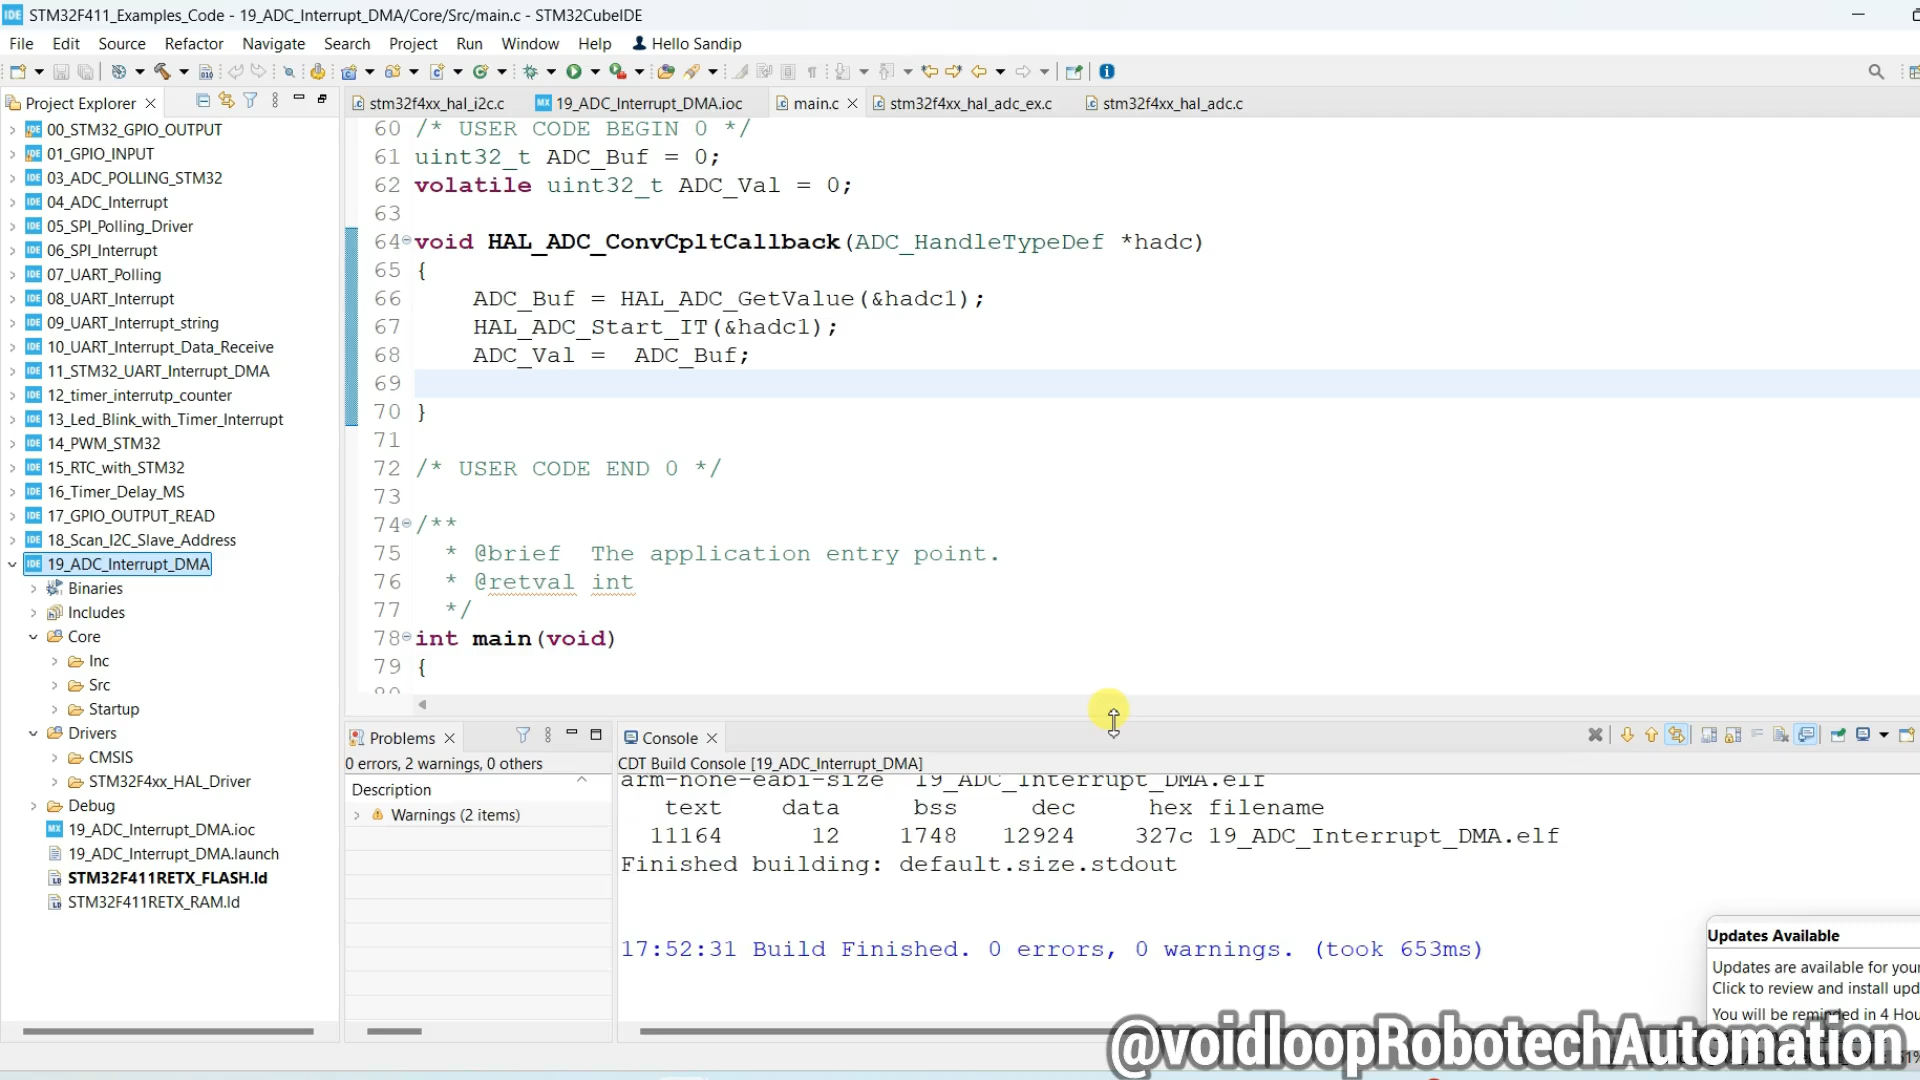 STM32F411_Examples_Code - 19_ADC_Interrupt_DMA/Core/Src/main.c - STM32CubeIDE
File Edit Source Refactor Navigate Search Project Run Window Help Hello Sandip
Project Explorer
00_STM32_GPIO_OUTPUT
01_GPIO_INPUT
03_ADC_POLLING_STM32
04_ADC_Interrupt
05_SPI_Polling_Driver
06_SPI_Interrupt
07_UART_Polling
08_UART_Interrupt
09_UART_Interrupt_string
10_UART_Interrupt_Data_Receive
11_STM32_UART_Interrupt_DMA
12_timer_interrutp_counter
13_Led_Blink_with_Timer_Interrupt
14_PWM_STM32
15_RTC_with_STM32
16_Timer_Delay_MS
17_GPIO_OUTPUT_READ
18_Scan_I2C_Slave_Address
19_ADC_Interrupt_DMA
Binaries
Includes
Core
Inc
Src
Startup
Drivers
CMSIS
STM32F4xx_HAL_Driver
Debug
19_ADC_Interrupt_DMA.ioc
19_ADC_Interrupt_DMA.launch
STM32F411RETX_FLASH.ld
STM32F411RETX_RAM.ld
stm32f4xx_hal_i2c.c 19_ADC_Interrupt_DMA.ioc main.c stm32f4xx_hal_adc_ex.c stm32f4xx_hal_adc.c
60 /* USER CODE BEGIN 0 */
61 uint32_t ADC_Buf = 0;
62 volatile uint32_t ADC_Val = 0;
63
64 void HAL_ADC_ConvCpltCallback(ADC_HandleTypeDef *hadc)
65 {
66 ADC_Buf = HAL_ADC_GetValue(&hadc1);
67 HAL_ADC_Start_IT(&hadc1);
68 ADC_Val = ADC_Buf;
69
70 }
71
72 /* USER CODE END 0 */
73
74 /**
75 * @brief The application entry point.
76 * @retval int
77 */
78 int main(void)
79 {
80
Problems
0 errors, 2 warnings, 0 others
Description
Warnings (2 items)
Console
CDT Build Console [19_ADC_Interrupt_DMA]
arm-none-eabi-size 19_ADC_Interrupt_DMA.elf
text data bss dec hex filename
11164 12 1748 12924 327c 19_ADC_Interrupt_DMA.elf
Finished building: default.size.stdout
17:52:31 Build Finished. 0 errors, 0 warnings. (took 653ms)
Updates Available
Updates are available for your
Click to review and install upd
You will be reminded in 4 Hou
@voidloopRobotechAutomation